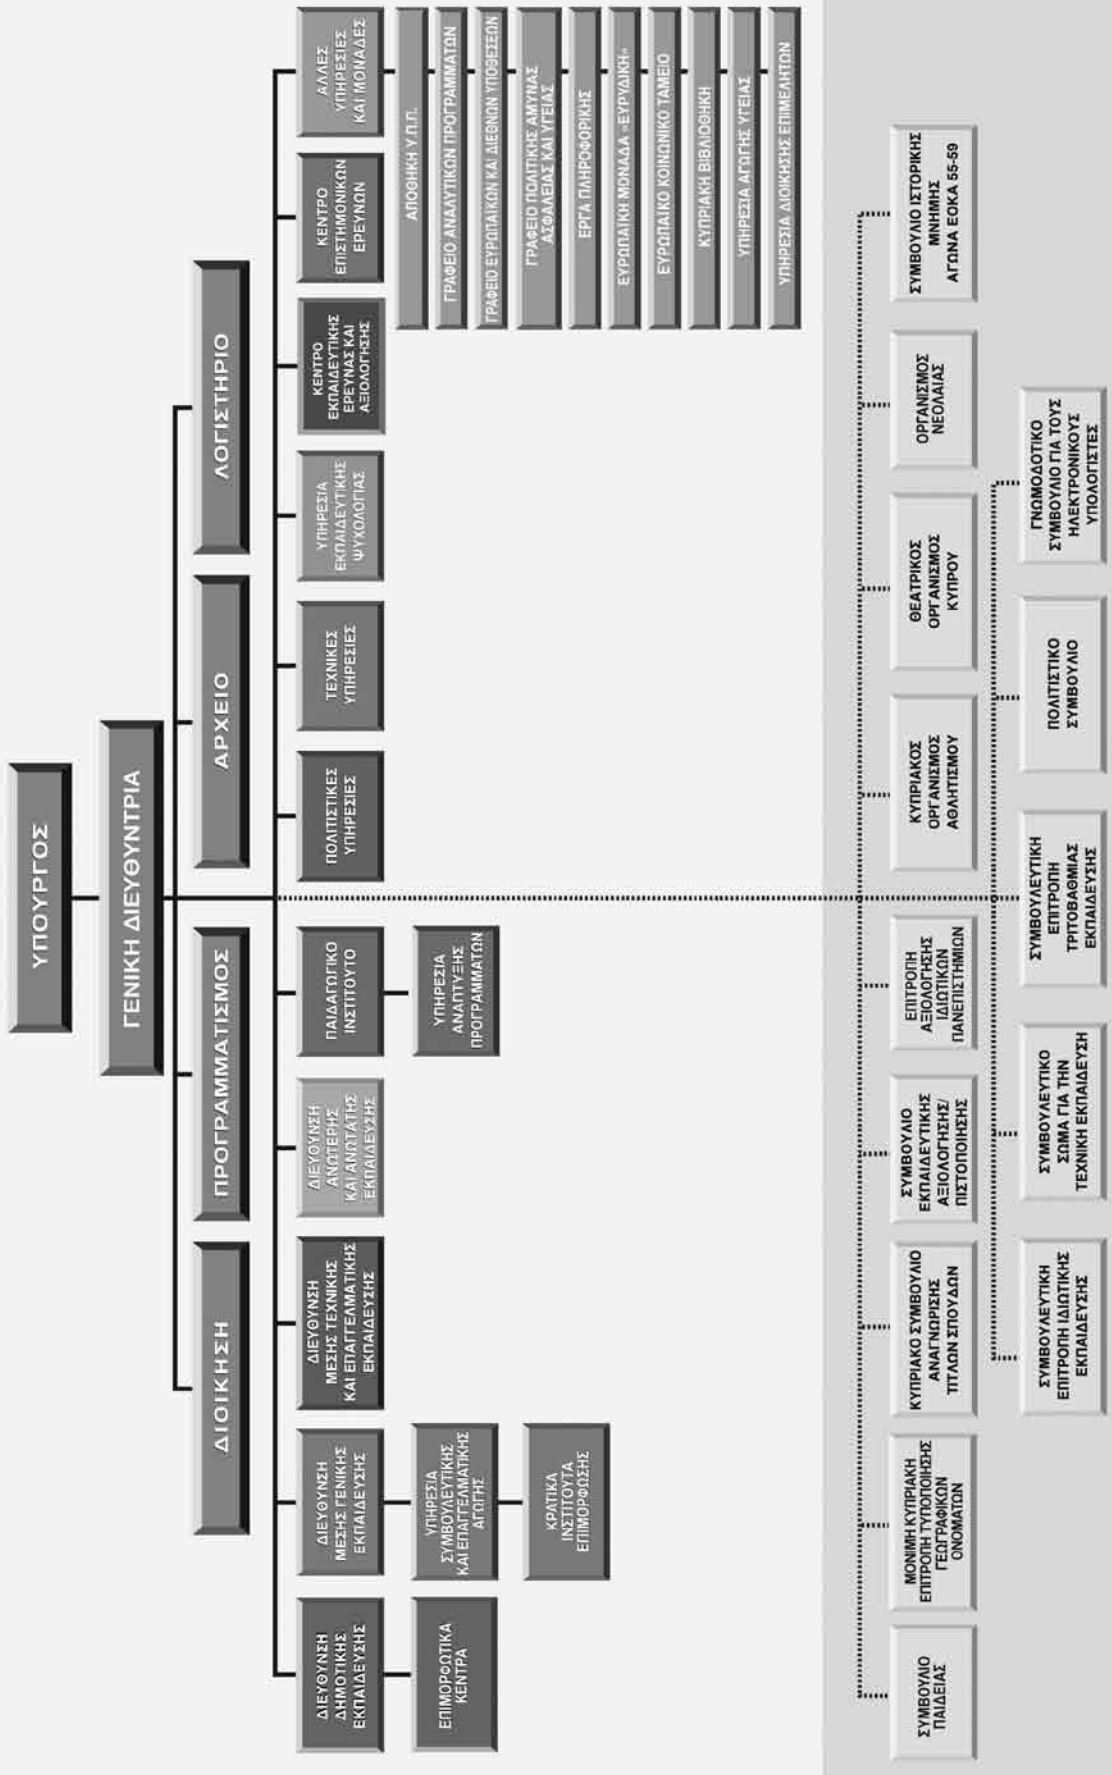 ΥΠΟΥΡΓΟΣ
ΓΕΝΙΚΗ ΔΙΕΥΘΥΝΤΡΙΑ
ΔΙΟΙΚΗΣΗ
ΠΡΟΓΡΑΜΜΑΤΙΣΜΟΣ
ΑΡΧΕΙΟ
ΛΟΓΙΣΤΗΡΙΟ
ΔΙΕΥΘΥΝΣΗ
ΔΗΜΟΤΙΚΗΣ
ΕΚΠΑΙΔΕΥΣΗΣ
ΕΠΙΜΟΡΦΩΤΙΚΑ
ΚΕΝΤΡΑ
ΔΙΕΥΘΥΝΣΗ
ΜΕΣΗΣ ΓΕΝΙΚΗΣ
ΕΚΠΑΙΔΕΥΣΗΣ
ΥΠΗΡΕΣΙΑ
ΣΥΜΒΟΥΛΕΥΤΙΚΗΣ
ΚΑΙ ΕΠΑΓΓΕΛΜΑΤΙΚΗΣ
ΑΓΩΓΗΣ
ΚΡΑΤΙΚΑ
ΙΝΣΤΙΤΟΥΤΑ
ΕΠΙΜΟΡΦΩΣΗΣ
ΔΙΕΥΘΥΝΣΗ
ΜΕΣΗΣ ΤΕΧΝΙΚΗΣ
ΚΑΙ ΕΠΑΓΓΕΛΜΑΤΙΚΗΣ
ΕΚΠΑΙΔΕΥΣΗΣ
ΔΙΕΥΘΥΝΣΗ
ΑΝΩΤΕΡΗΣ
ΚΑΙ ΑΝΩΤΑΤΗΣ
ΕΚΠΑΙΔΕΥΣΗΣ
ΠΑΙΔΑΓΩΓΙΚΟ
ΙΝΣΤΙΤΟΥΤΟ
ΥΠΗΡΕΣΙΑ
ΑΝΑΠΤΥΞΗΣ
ΠΡΟΓΡΑΜΜΑΤΩΝ
ΠΟΛΙΤΙΣΤΙΚΕΣ
ΥΠΗΡΕΣΙΕΣ
ΤΕΧΝΙΚΕΣ
ΥΠΗΡΕΣΙΕΣ
ΥΠΗΡΕΣΙΑ
ΕΚΠΑΙΔΕΥΤΙΚΗΣ
ΨΥΧΟΛΟΓΙΑΣ
ΚΕΝΤΡΟ
ΕΚΠΑΙΔΕΥΤΙΚΗΣ
ΕΡΕΥΝΑΣ ΚΑΙ
ΑΞΙΟΛΟΓΗΣΗΣ
ΚΕΝΤΡΟ
ΕΠΙΣΤΗΜΟΝΙΚΩΝ
ΕΡΕΥΝΩΝ
ΑΛΛΕΣ
ΥΠΗΡΕΣΙΕΣ
ΚΑΙ ΜΟΝΑΔΕΣ
ΑΠΟΘΗΚΗ Υ.Π.Π.
ΓΡΑΦΕΙΟ ΑΝΑΛΥΤΙΚΩΝ ΠΡΟΓΡΑΜΜΑΤΩΝ
ΓΡΑΦΕΙΟ ΕΥΡΩΠΑΪΚΩΝ ΚΑΙ ΔΙΕΘΝΩΝ ΥΠΟΘΕΣΕΩΝ
ΓΡΑΦΕΙΟ ΠΟΛΙΤΙΚΗΣ ΑΜΥΝΑΣ
ΑΣΦΑΛΕΙΑΣ ΚΑΙ ΥΓΕΙΑΣ
ΕΡΓΑ ΠΛΗΡΟΦΟΡΙΚΗΣ
ΕΥΡΩΠΑΪΚΗ ΜΟΝΑΔΑ «ΕΥΡΥΔΙΚΗ»
ΕΥΡΩΠΑΪΚΟ ΚΟΙΝΩΝΙΚΟ ΤΑΜΕΙΟ
ΚΥΠΡΙΑΚΗ ΒΙΒΛΙΟΘΗΚΗ
ΥΠΗΡΕΣΙΑ ΑΓΩΓΗΣ ΥΓΕΙΑΣ
ΥΠΗΡΕΣΙΑ ΔΙΟΙΚΗΣΗΣ ΕΠΙΜΕΛΗΤΩΝ
ΣΥΜΒΟΥΛΙΟ
ΠΑΙΔΕΙΑΣ
ΜΟΝΙΜΗ ΚΥΠΡΙΑΚΗ
ΕΠΙΤΡΟΠΗ ΤΥΠΟΠΟΙΗΣΗΣ
ΓΕΩΓΡΑΦΙΚΩΝ
ΟΝΟΜΑΤΩΝ
ΚΥΠΡΙΑΚΟ ΣΥΜΒΟΥΛΙΟ
ΑΝΑΓΝΩΡΙΣΗΣ
ΤΙΤΛΩΝ ΣΠΟΥΔΩΝ
ΣΥΜΒΟΥΛΙΟ
ΕΚΠΑΙΔΕΥΤΙΚΗΣ
ΑΞΙΟΛΟΓΗΣΗΣ/
ΠΙΣΤΟΠΟΙΗΣΗΣ
ΕΠΙΤΡΟΠΗ
ΑΞΙΟΛΟΓΗΣΗΣ
ΙΔΙΩΤΙΚΩΝ
ΠΑΝΕΠΙΣΤΗΜΙΩΝ
ΚΥΠΡΙΑΚΟΣ
ΟΡΓΑΝΙΣΜΟΣ
ΑΘΛΗΤΙΣΜΟΥ
ΘΕΑΤΡΙΚΟΣ
ΟΡΓΑΝΙΣΜΟΣ
ΚΥΠΡΟΥ
ΟΡΓΑΝΙΣΜΟΣ
ΝΕΟΛΑΙΑΣ
ΣΥΜΒΟΥΛΙΟ ΙΣΤΟΡΙΚΗΣ
ΜΝΗΜΗΣ
ΑΓΩΝΑ ΕΟΚΑ 55-59
ΣΥΜΒΟΥΛΕΥΤΙΚΗ
ΕΠΙΤΡΟΠΗ ΙΔΙΩΤΙΚΗΣ
ΕΚΠΑΙΔΕΥΣΗΣ
ΣΥΜΒΟΥΛΕΥΤΙΚΟ
ΣΩΜΑ ΓΙΑ ΤΗΝ
ΤΕΧΝΙΚΗ ΕΚΠΑΙΔΕΥΣΗ
ΣΥΜΒΟΥΛΕΥΤΙΚΗ
ΕΠΙΤΡΟΠΗ
ΤΡΙΤΟΒΑΘΜΙΑΣ
ΕΚΠΑΙΔΕΥΣΗΣ
ΠΟΛΙΤΙΣΤΙΚΟ
ΣΥΜΒΟΥΛΙΟ
ΓΝΩΜΟΔΟΤΙΚΟ
ΣΥΜΒΟΥΛΙΟ ΓΙΑ ΤΟΥΣ
ΗΛΕΚΤΡΟΝΙΚΟΥΣ
ΥΠΟΛΟΓΙΣΤΕΣ